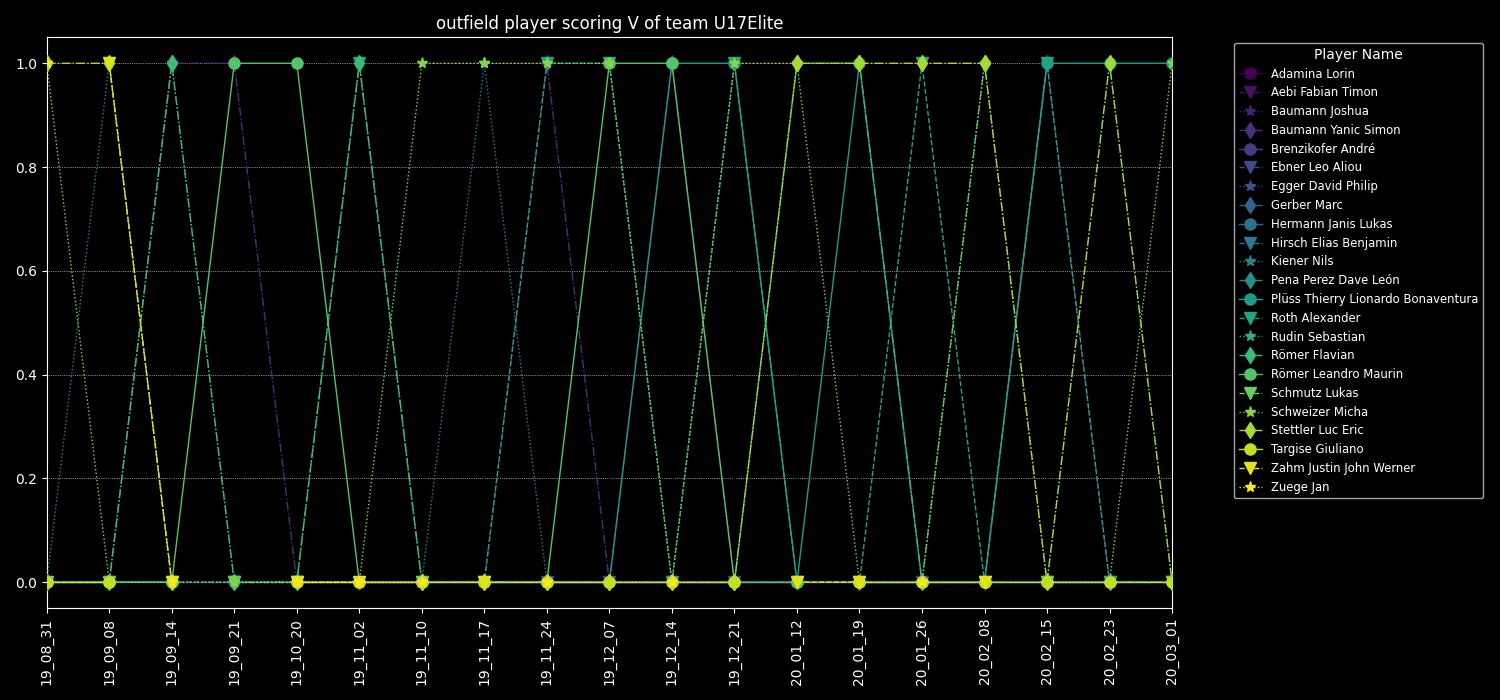 outfield player scoring V of team U17Elite
1.0
0.8
0.6
0.4
0.2
0.0
19_08_31
19_09_08
19_09_14
19_09_21
19_10_20
19_11_02
19_11_10
19_11_17
19_11_24
19_12_07
19_12_14
19_12_21
20_01_12
20_01_19
20_01_26
20_02_08
20_02_15
20_02_23
20_03_01
Player Name
Adamina Lorin
Aebi Fabian Timon
Baumann Joshua
Baumann Yanic Simon
Brenzikofer André
Ebner Leo Aliou
Egger David Philip
Gerber Marc
Hermann Janis Lukas
Hirsch Elias Benjamin
Kiener Nils
Pena Perez Dave León
Plüss Thierry Lionardo Bonaventura
Roth Alexander
Rudin Sebastian
Römer Flavian
Römer Leandro Maurin
Schmutz Lukas
Schweizer Micha
Stettler Luc Eric
Targise Giuliano
Zahm Justin John Werner
Zuege Jan